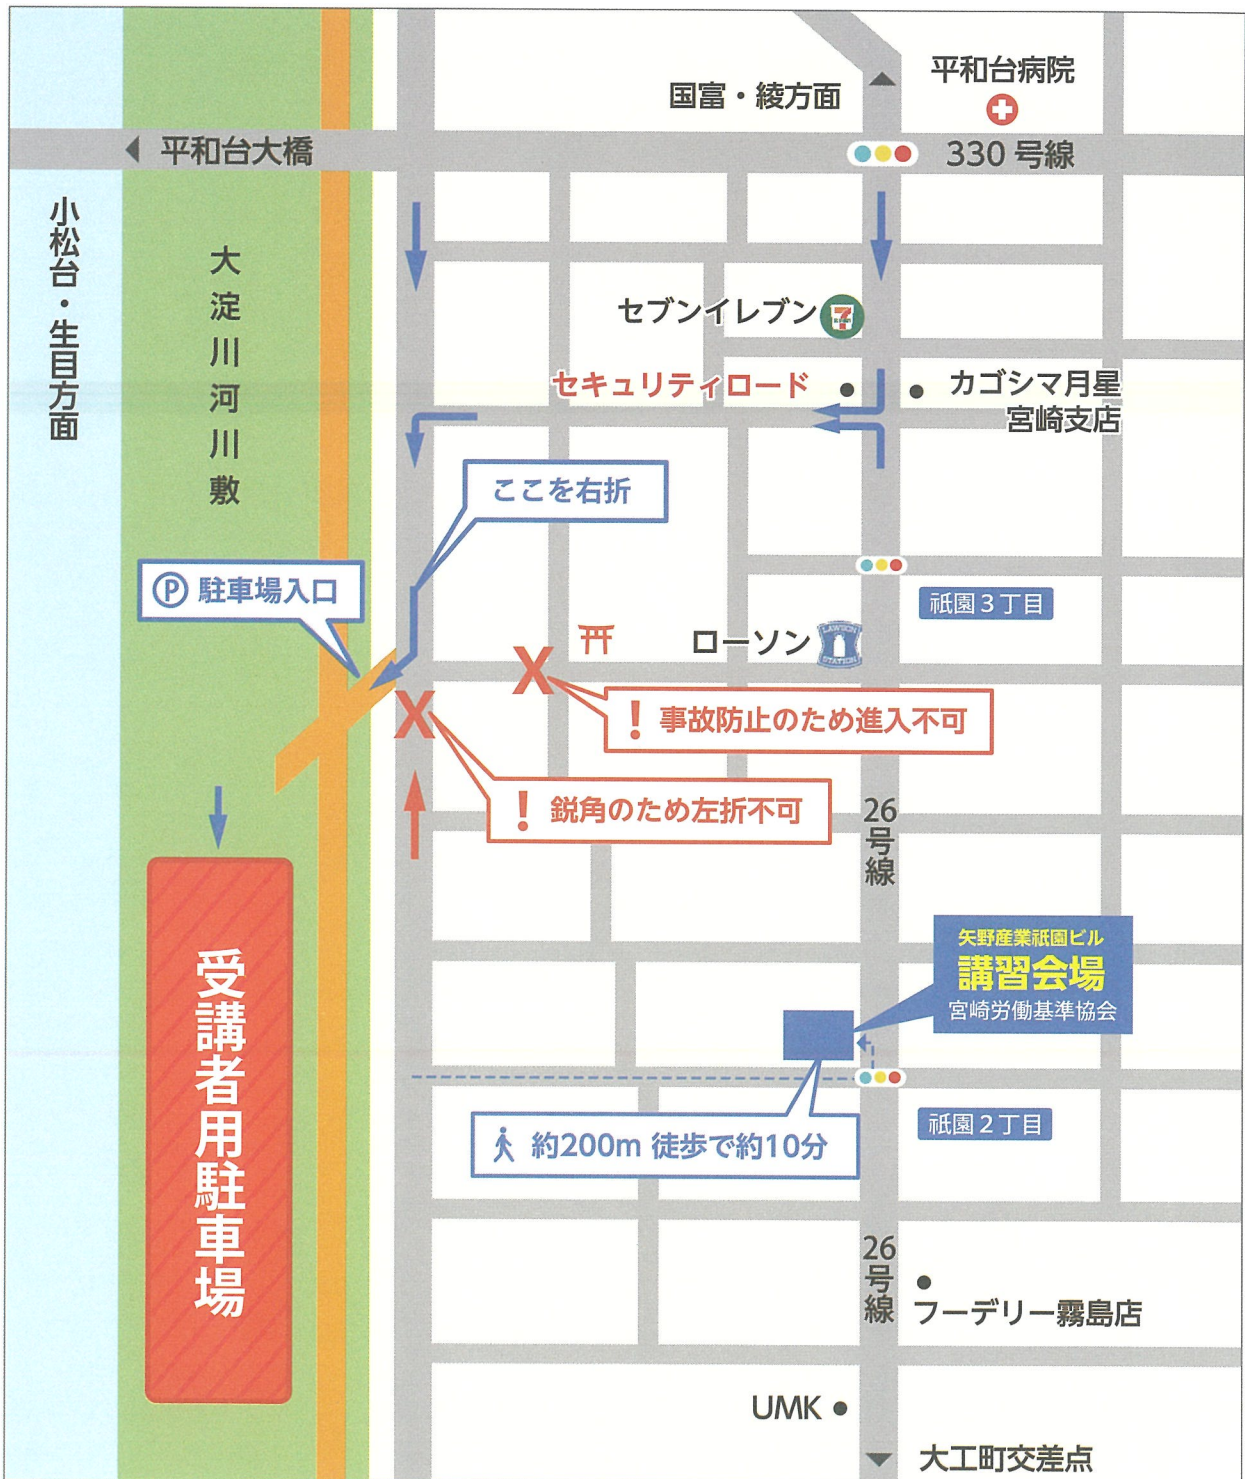 平和台病院
国富・綾方面
平和台大橋
330号線
小松台・生目方面
大淀川河川敷
セブンイレブン
7
セキュリティロード
カゴシマ月星
宮崎支店
ここを右折
P 駐車場入口
祇園3丁目
ローソン
LAWSON
STATION
! 事故防止のため進入不可
! 鋭角のため左折不可
26号線
矢野産業祇園ビル
講習会場
宮崎労働基準協会
受講者用駐車場
祇園2丁目
約200m 徒歩で約10分
26号線
フーデリー霧島店
UMK
大工町交差点